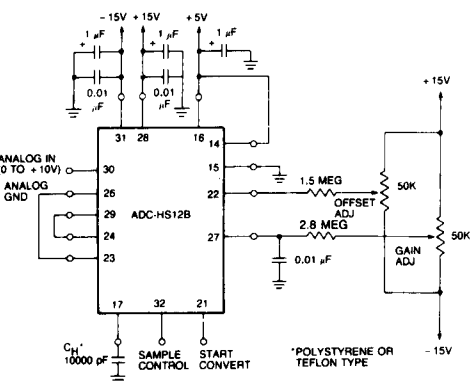 - 15V + 15V + 5V
1 µF 1 µF 1 µF
+ + +
0.01 µF 0.01 µF
31 28 16
14
ANALOG IN
(0 TO + 10V) 30
15
ANALOG
GND 26
22 1.5 MEG 50K
OFFSET
ADJ
+ 15V
29 ADC-HS12B
24
27 2.8 MEG 50K
GAIN
ADJ
23
0.01 µF
17 32 21
CH*
10000 pF
SAMPLE
CONTROL
START
CONVERT
*POLYSTYRENE OR
TEFLON TYPE
- 15V